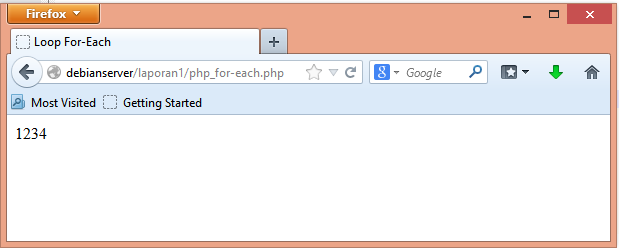 Firefox
Loop For-Each
debianserver/laporan1/php_for-each.php
Google
Most Visited
Getting Started
1234